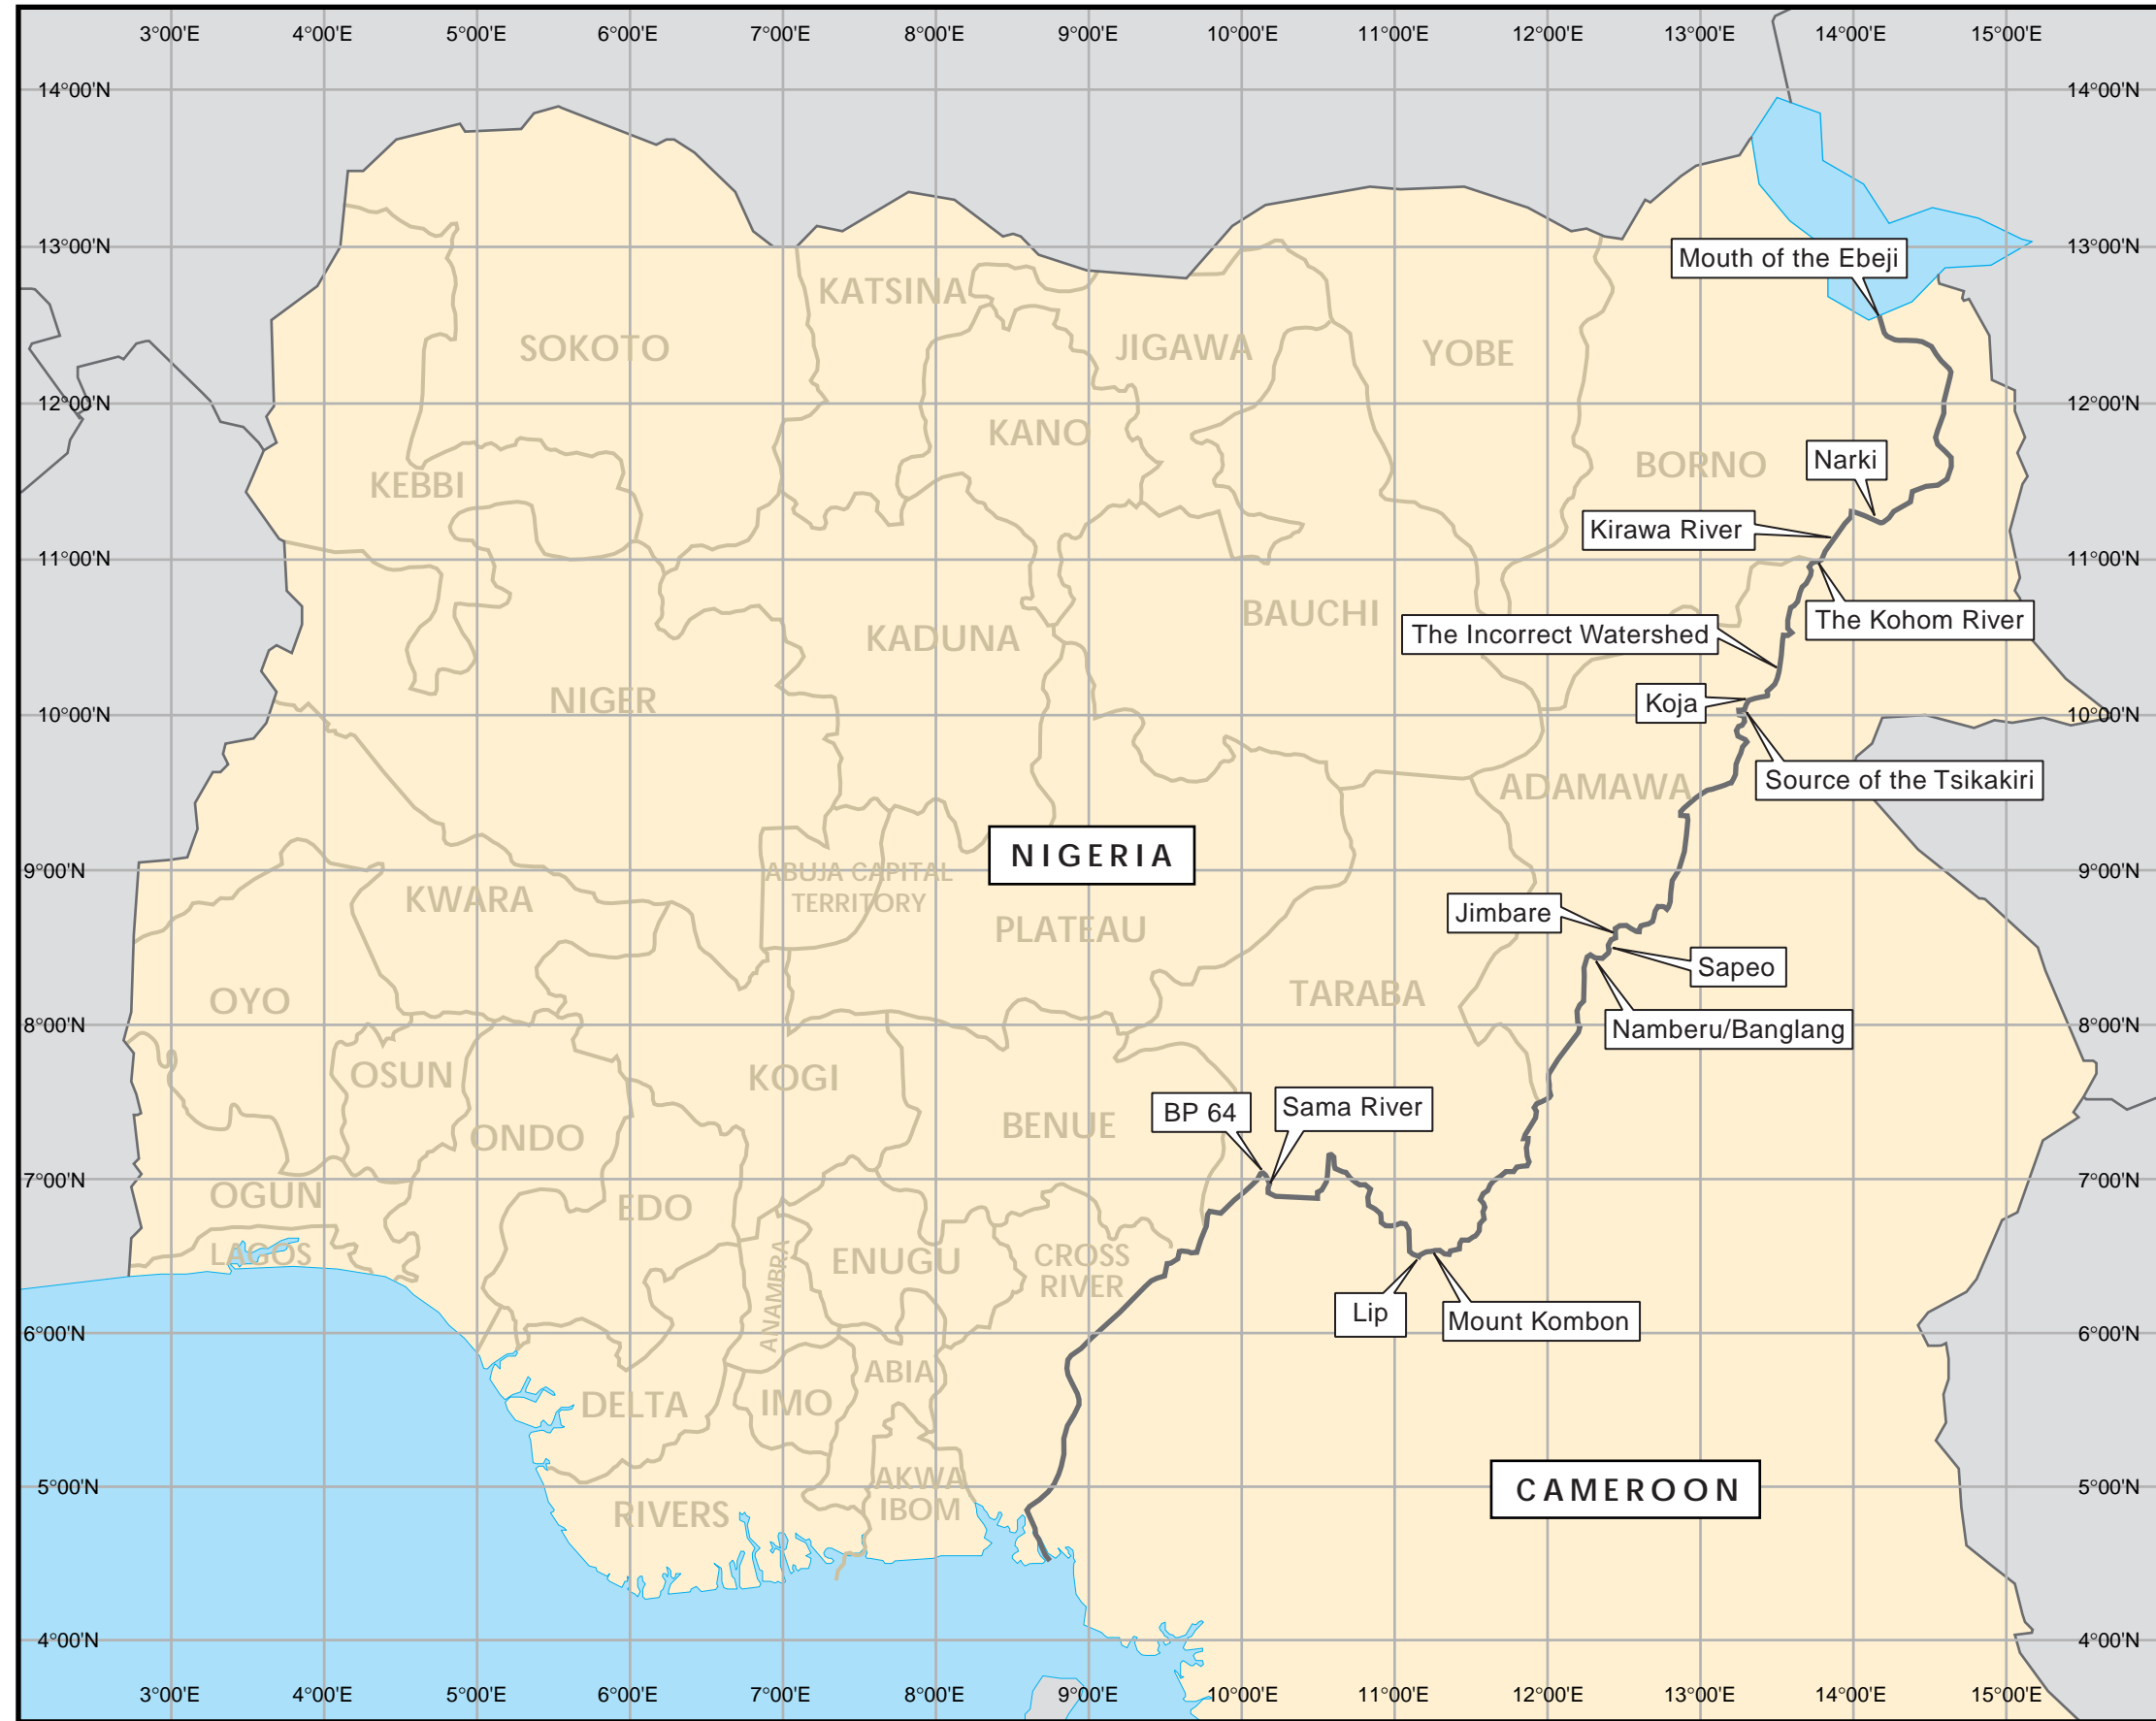 3°00'E 4°00'E 5°00'E 6°00'E 7°00'E 8°00'E 9°00'E 10°00'E 11°00'E 12°00'E 13°00'E 14°00'E 15°00'E
14°00'N 14°00'N
13°00'N 13°00'N
Mouth of the Ebeji
KATSINA
SOKOTO
JIGAWA
YOBE
12°00'N 12°00'N
KANO
BORNO
Narki
KEBBI
Kirawa River
11°00'N 11°00'N
BAUCHI
The Kohom River
The Incorrect Watershed
KADUNA
NIGER
Koja
10°00'N 10°00'N
Source of the Tsikakiri
ADAMAWA
NIGERIA
9°00'N 9°00'N
ABUJA CAPITAL
TERRITORY
KWARA
Jimbare
PLATEAU
Sapeo
TARABA
OYO
8°00'N 8°00'N
Namberu/Banglang
OSUN
KOGI
BP 64
Sama River
BENUE
ONDO
7°00'N 7°00'N
OGUN
EDO
LAGOS
ANAMBRA
ENUGU
CROSS
RIVER
Lip
Mount Kombon
6°00'N 6°00'N
ABIA
DELTA
IMO
5°00'N 5°00'N
AKWA
IBOM
CAMEROON
RIVERS
4°00'N 4°00'N
3°00'E 4°00'E 5°00'E 6°00'E 7°00'E 8°00'E 9°00'E 10°00'E 11°00'E 12°00'E 13°00'E 14°00'E 15°00'E